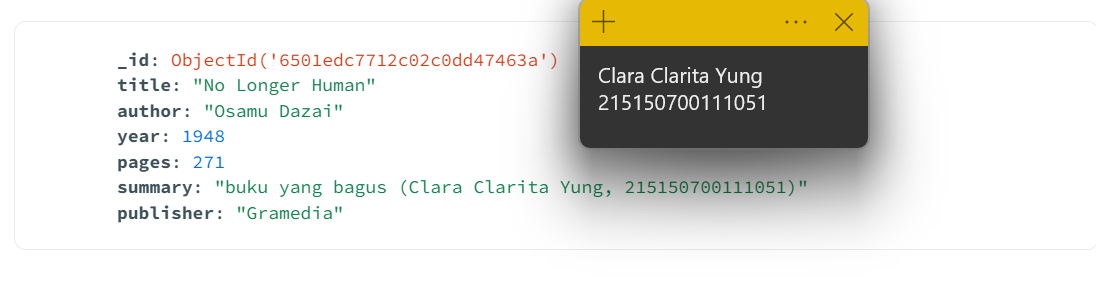 _id: ObjectId('6501edc7712c02c0dd47463a')
title: "No Longer Human"
author: "Osamu Dazai"
year: 1948
pages: 271
summary: "buku yang bagus (Clara Clarita Yung, 215150700111051)"
publisher: "Gramedia"
Clara Clarita Yung
215150700111051